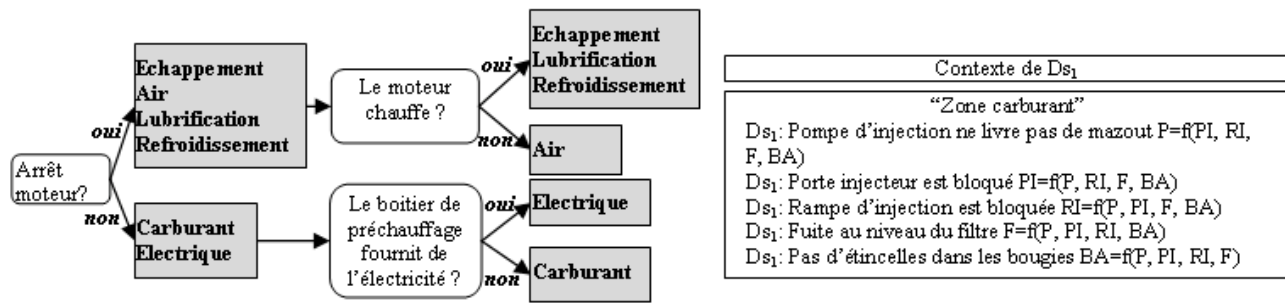 Arrêt
moteur?
oui
non
Echappement
Air
Lubrification
Refroidissement
Carburant
Electrique
Le moteur
chauffe ?
oui
non
Echappement
Lubrification
Refroidissement
Air
Le boitier de
préchauffage
fournit de
l'électricité ?
oui
non
Electrique
Carburant
Contexte de Ds₁
"Zone carburant"
Ds₁: Pompe d'injection ne livre pas de mazout P=f(PI, RI,
F, BA)
Ds₁: Porte injecteur est bloqué PI=f(P, RI, F, BA)
Ds₁: Rampe d'injection est bloquée RI=f(P, PI, F, BA)
Ds₁: Fuite au niveau du filtre F=f(P, PI, RI, BA)
Ds₁: Pas d'étincelles dans les bougies BA=f(P, PI, RI, F)